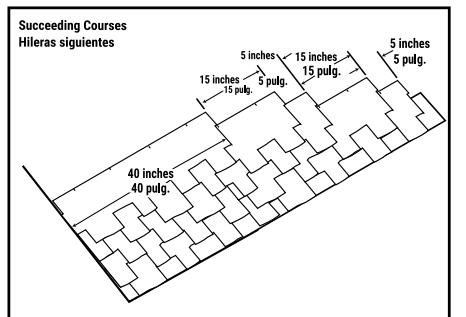 Succeeding Courses
Hileras siguientes
5 inches
5 pulg.
15 inches
15 pulg.
15 inches
15 pulg.
5 inches
5 pulg.
40 inches
40 pulg.